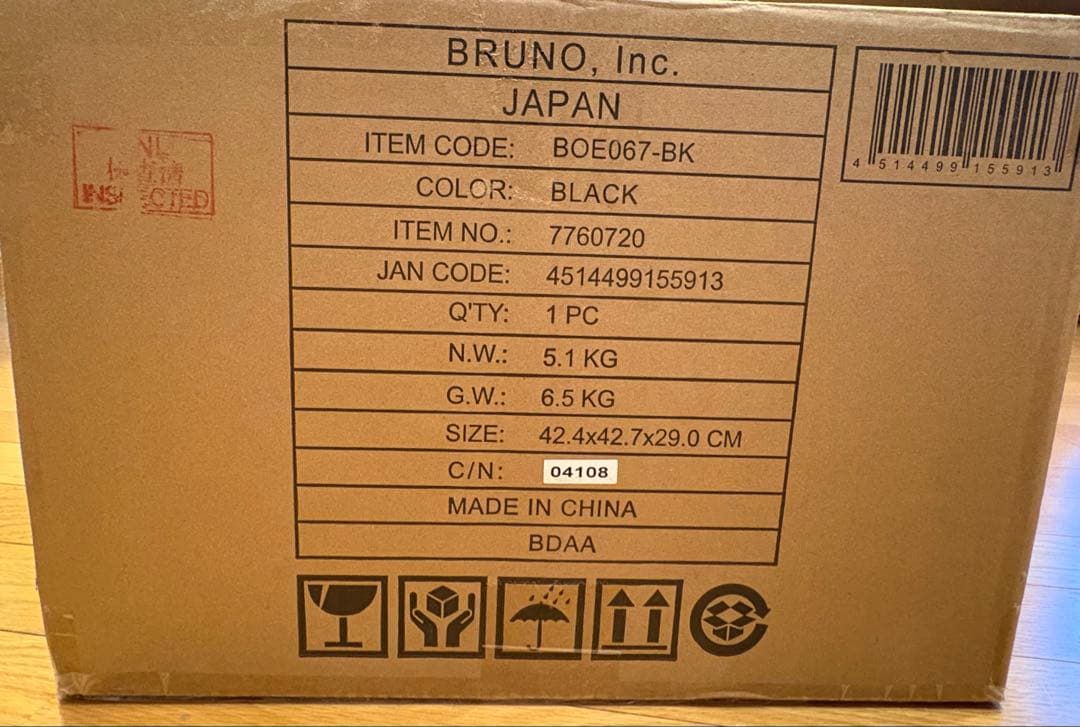 BRUNO, Inc.
JAPAN
ITEM CODE: BOE067-BK
COLOR: BLACK
ITEM NO.: 7760720
JAN CODE: 4514499155913
Q'TY: 1 PC
N.W.: 5.1 KG
G.W.: 6.5 KG
SIZE: 42.4x42.7x29.0 CM
C/N: 04108
MADE IN CHINA
BDAA
4 514499 155913